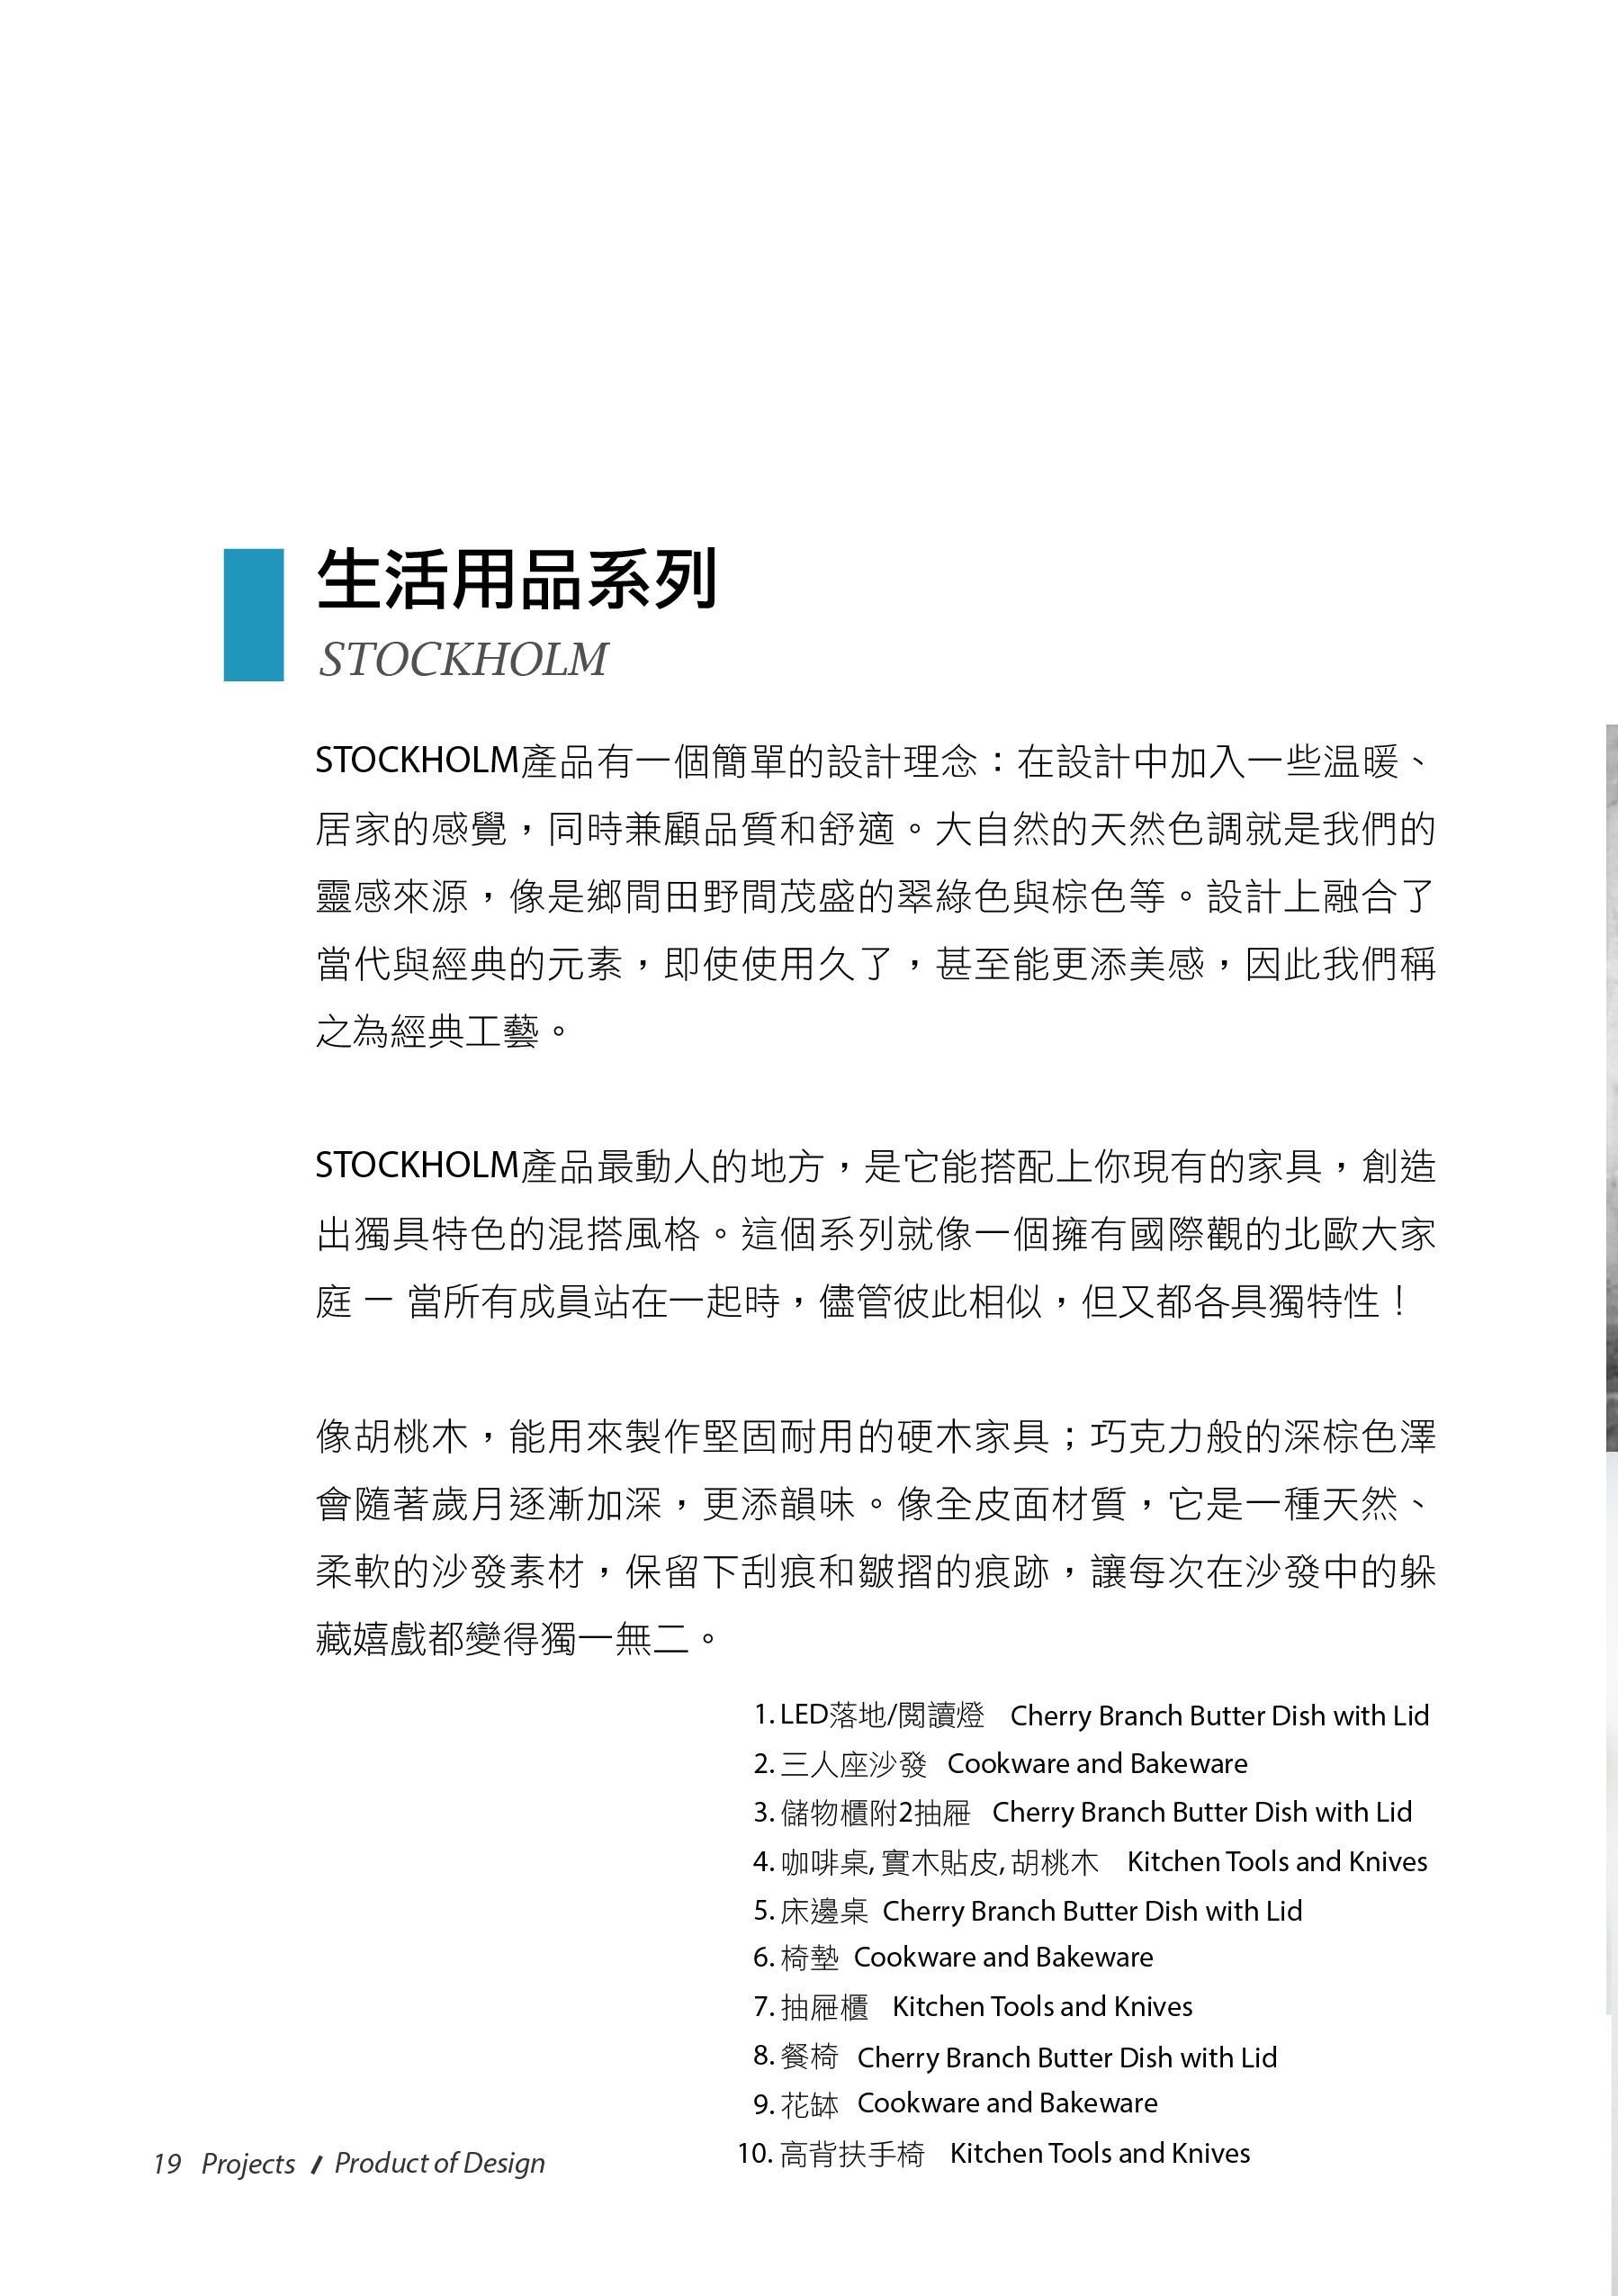 生活用品系列
STOCKHOLM
STOCKHOLM產品有一個簡單的設計理念：在設計中加入一些温暖、
居家的感覺，同時兼顧品質和舒適。大自然的天然色調就是我們的
靈感來源，像是鄉間田野間茂盛的翠綠色與棕色等。設計上融合了
當代與經典的元素，即使使用久了，甚至能更添美感，因此我們稱
之為經典工藝。
STOCKHOLM產品最動人的地方，是它能搭配上你現有的家具，創造
出獨具特色的混搭風格。這個系列就像一個擁有國際觀的北歐大家
庭 － 當所有成員站在一起時，儘管彼此相似，但又都各具獨特性！
像胡桃木，能用來製作堅固耐用的硬木家具；巧克力般的深棕色澤
會隨著歲月逐漸加深，更添韻味。像全皮面材質，它是一種天然、
柔軟的沙發素材，保留下刮痕和皺摺的痕跡，讓每次在沙發中的躲
藏嬉戲都變得獨一無二。
1. LED落地/閱讀燈 Cherry Branch Butter Dish with Lid
2. 三人座沙發 Cookware and Bakeware
3. 儲物櫃附2抽屜 Cherry Branch Butter Dish with Lid
4. 咖啡桌, 實木貼皮, 胡桃木 Kitchen Tools and Knives
5. 床邊桌 Cherry Branch Butter Dish with Lid
6. 椅墊 Cookware and Bakeware
7. 抽屜櫃 Kitchen Tools and Knives
8. 餐椅 Cherry Branch Butter Dish with Lid
9. 花缽 Cookware and Bakeware
10. 高背扶手椅 Kitchen Tools and Knives
19 Projects / Product of Design